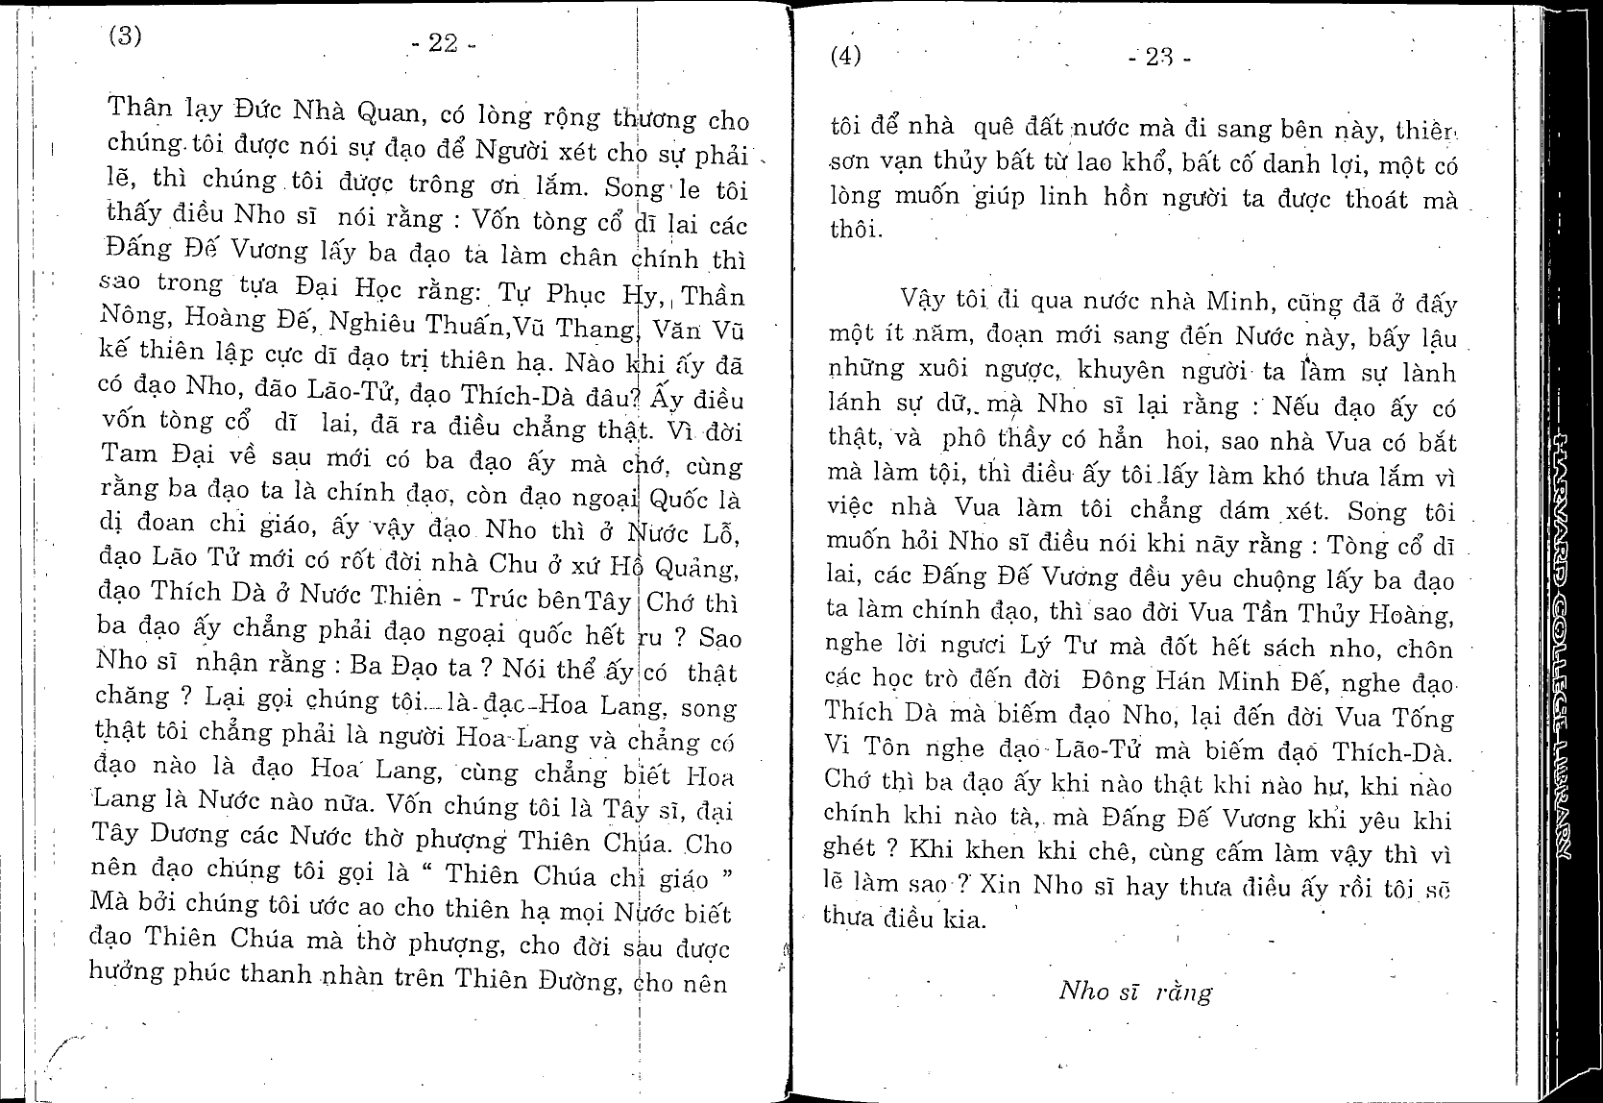 (3)
- 22 -
Thân lạy Đức Nhà Quan, có lòng rộng thương cho
chúng tôi được nói sự đạo để Người xét cho sự phải
lẽ, thì chúng tôi được trông ơn lắm. Song le tôi
thấy điều Nho sĩ nói rằng : Vốn tòng cổ dĩ lai các
Đấng Đế Vương lấy ba đạo ta làm chân chính thì
sao trong tựa Đại Học rằng: Tự Phục Hy, Thần
Nông, Hoàng Đế, Nghiêu Thuấn,Vũ Thang, Văn Vũ
kế thiên lập cực dĩ đạo trị thiên hạ. Nào khi ấy đã
có đạo Nho, đão Lão-Tử, đạo Thích-Dà đâu? Ấy điều
vốn tòng cổ dĩ lai, đã ra điều chẳng thật. Vì đời
Tam Đại về sau mới có ba đạo ấy mà chớ, cùng
rằng ba đạo ta là chính đạo, còn đạo ngoại Quốc là
dị đoan chi giáo, ấy vậy đạo Nho thì ở Nước Lỗ,
đạo Lão Tử mới có rốt đời nhà Chu ở xứ Hồ Quảng,
đạo Thích Dà ở Nước Thiên - Trúc bên Tây Chớ thì
ba đạo ấy chẳng phải đạo ngoại quốc hết ru ? Sao
Nho sĩ nhận rằng : Ba Đạo ta ? Nói thể ấy có thật
chăng ? Lại gọi chúng tôi là đạo Hoa Lang, song
thật tôi chẳng phải là người Hoa Lang và chẳng có
đạo nào là đạo Hoa Lang, cùng chẳng biết Hoa
Lang là Nước nào nữa. Vốn chúng tôi là Tây sĩ, đại
Tây Dương các Nước thờ phượng Thiên Chúa. Cho
nên đạo chúng tôi gọi là “ Thiên Chúa chi giáo ”
Mà bởi chúng tôi ước ao cho thiên hạ mọi Nước biết
đạo Thiên Chúa mà thờ phượng, cho đời sau được
hưởng phúc thanh nhàn trên Thiên Đường, cho nên
(4)
- 23 -
tôi để nhà quê đất nước mà đi sang bên này, thiên
sơn vạn thủy bất từ lao khổ, bất cố danh lợi, một có
lòng muốn giúp linh hồn người ta được thoát mà
thôi.
Vậy tôi đi qua nước nhà Minh, cũng đã ở đấy
một ít năm, đoạn mới sang đến Nước này, bấy lâu
những xuôi ngược, khuyên người ta làm sự lành
lánh sự dữ, mà Nho sĩ lại rằng : Nếu đạo ấy có
thật, và phô thầy có hẳn hoi, sao nhà Vua có bắt
mà làm tội, thì điều ấy tôi lấy làm khó thưa lắm vì
việc nhà Vua làm tôi chẳng dám xét. Song tôi
muốn hỏi Nho sĩ điều nói khi nãy rằng : Tòng cổ dĩ
lai, các Đấng Đế Vương đều yêu chuộng lấy ba đạo
ta làm chính đạo, thì sao đời Vua Tần Thủy Hoàng,
nghe lời ngươi Lý Tư mà đốt hết sách nho, chôn
các học trò đến đời Đông Hán Minh Đế, nghe đạo
Thích Dà mà biếm đạo Nho, lại đến đời Vua Tống
Vi Tôn nghe đạo Lão-Tử mà biếm đạo Thích-Dà.
Chớ thì ba đạo ấy khi nào thật khi nào hư, khi nào
chính khi nào tà, mà Đấng Đế Vương khi yêu khi
ghét ? Khi khen khi chê, cùng cấm làm vậy thì vì
lẽ làm sao ? Xin Nho sĩ hay thưa điều ấy rồi tôi sẽ
thưa điều kia.
Nho sĩ rằng
HARVARD COLLEGE LIBRARY